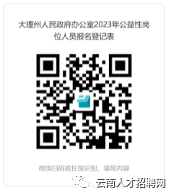 大理州人民政府办公室2023年公益性岗
位人员报名登记表
微信扫码或长按识别，填写内容
云南人才招聘网